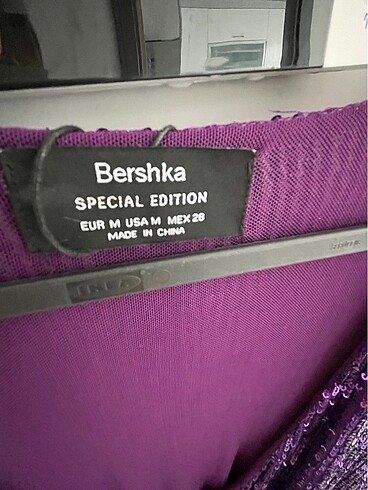 Bershka
SPECIAL EDITION
EUR M USA M MEX 28
MADE IN CHINA
IKEA